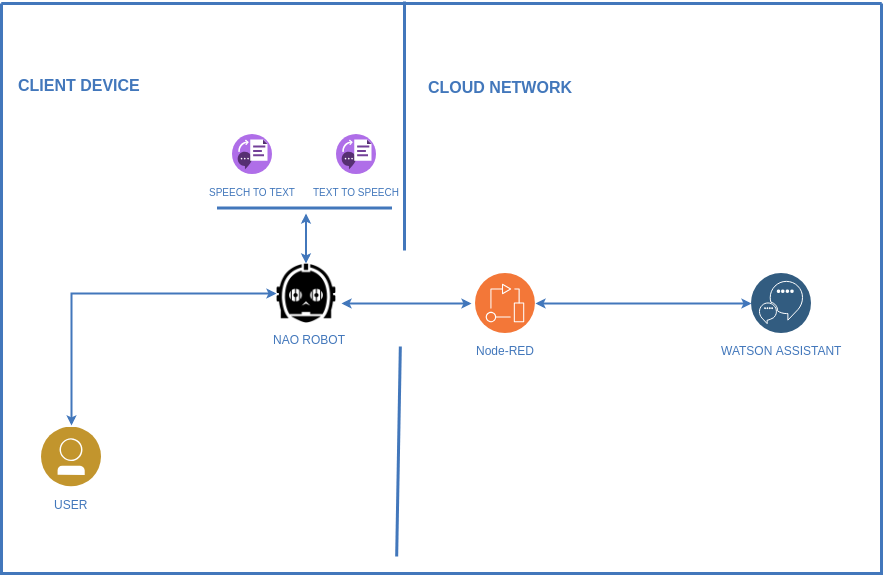 CLIENT DEVICE
CLOUD NETWORK
SPEECH TO TEXT
TEXT TO SPEECH
NAO ROBOT
Node-RED
WATSON ASSISTANT
USER